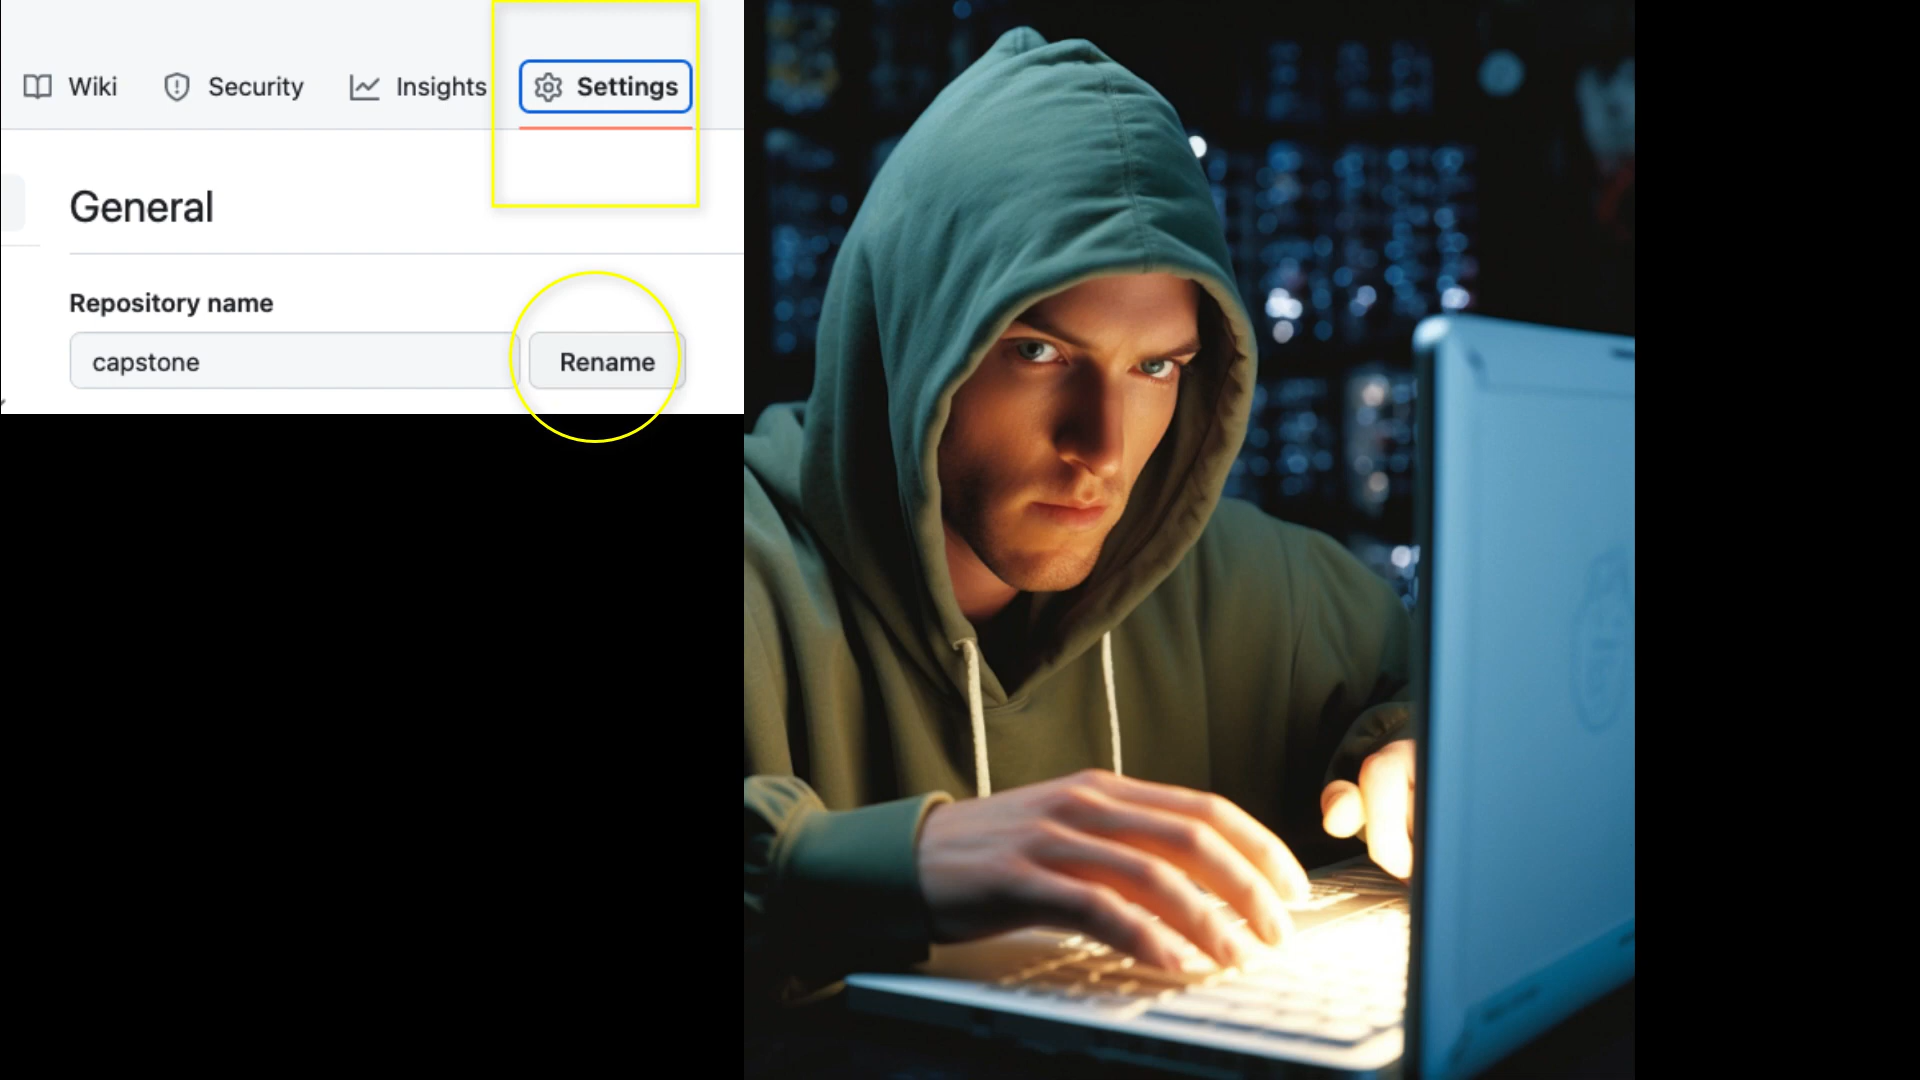 Wiki Security Insights Settings
General
Repository name
capstone Rename